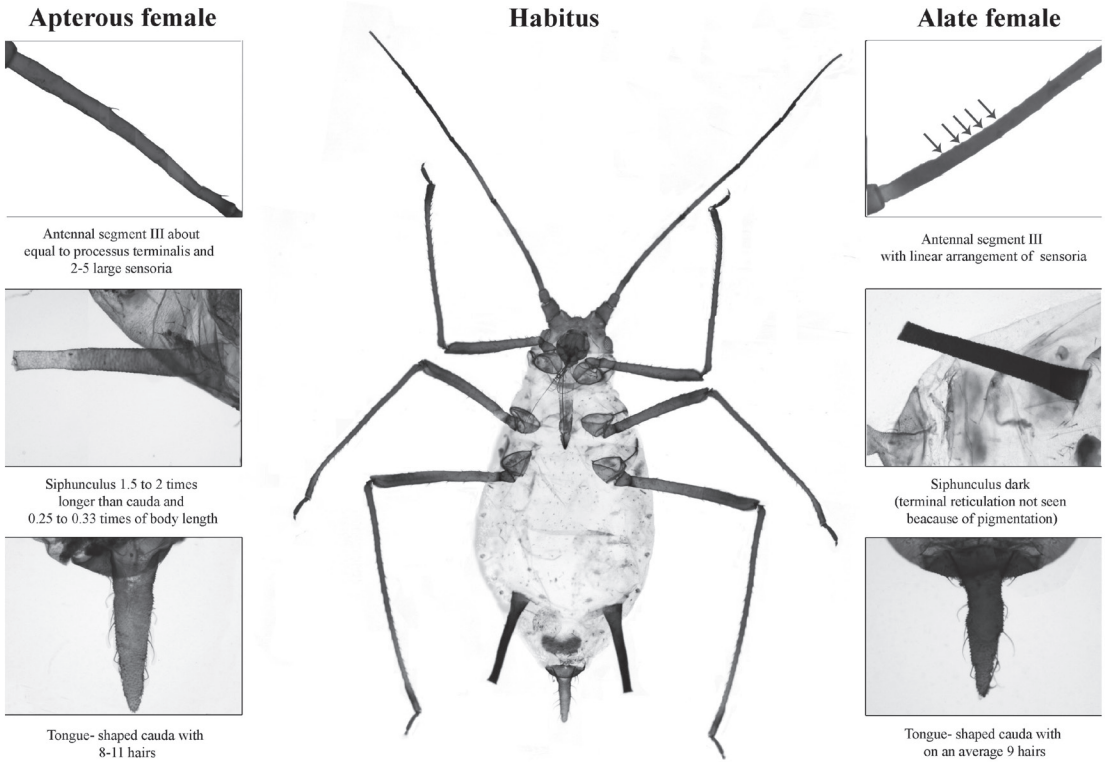 Apterous female
Habitus
Alate female
Antennal segment III about
equal to processus terminalis and
2-5 large sensoria
Antennal segment III
with linear arrangement of sensoria
Siphunculus 1.5 to 2 times
longer than cauda and
0.25 to 0.33 times of body length
Siphunculus dark
(terminal reticulation not seen
beacause of pigmentation)
Tongue- shaped cauda with
8-11 hairs
Tongue- shaped cauda with
on an average 9 hairs